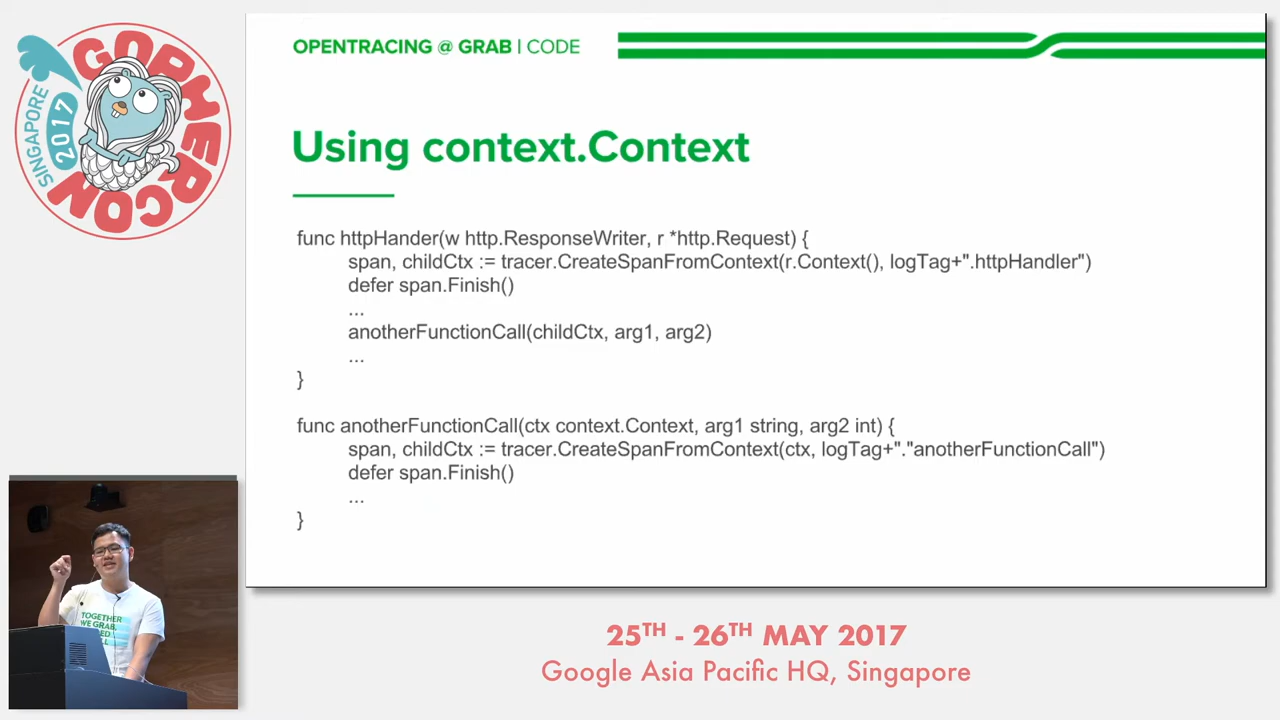 GOPHERCON
SINGAPORE
2017
OPENTRACING @ GRAB | CODE
Using context.Context
func httpHander(w http.ResponseWriter, r *http.Request) {
span, childCtx := tracer.CreateSpanFromContext(r.Context(), logTag+".httpHandler")
defer span.Finish()
...
anotherFunctionCall(childCtx, arg1, arg2)
...
}
func anotherFunctionCall(ctx context.Context, arg1 string, arg2 int) {
span, childCtx := tracer.CreateSpanFromContext(ctx, logTag+"."anotherFunctionCall")
defer span.Finish()
...
}
TOGETHER
WE GRAB,
25TH - 26TH MAY 2017
Google Asia Pacific HQ, Singapore